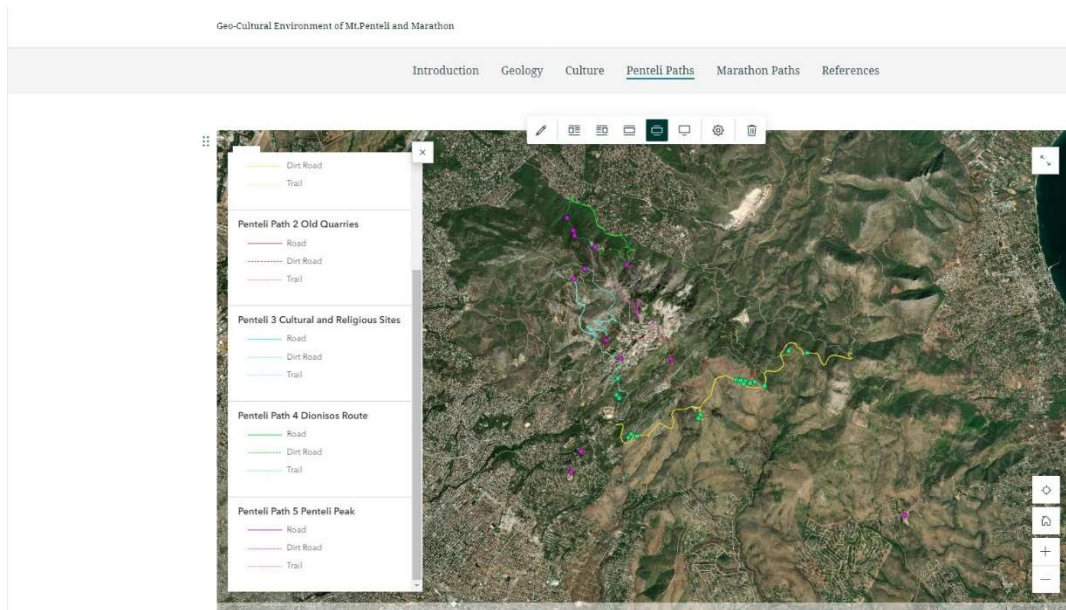 Geo-Cultural Environment of Mt.Penteli and Marathon
Introduction Geology Culture Penteli Paths Marathon Paths References
Dirt Road
Trail
Penteli Path 2 Old Quarries
Road
Dirt Road
Trail
Penteli 3 Cultural and Religious Sites
Road
Dirt Road
Trail
Penteli Path 4 Dionisos Route
Road
Dirt Road
Trail
Penteli Path 5 Penteli Peak
Road
Dirt Road
Trail